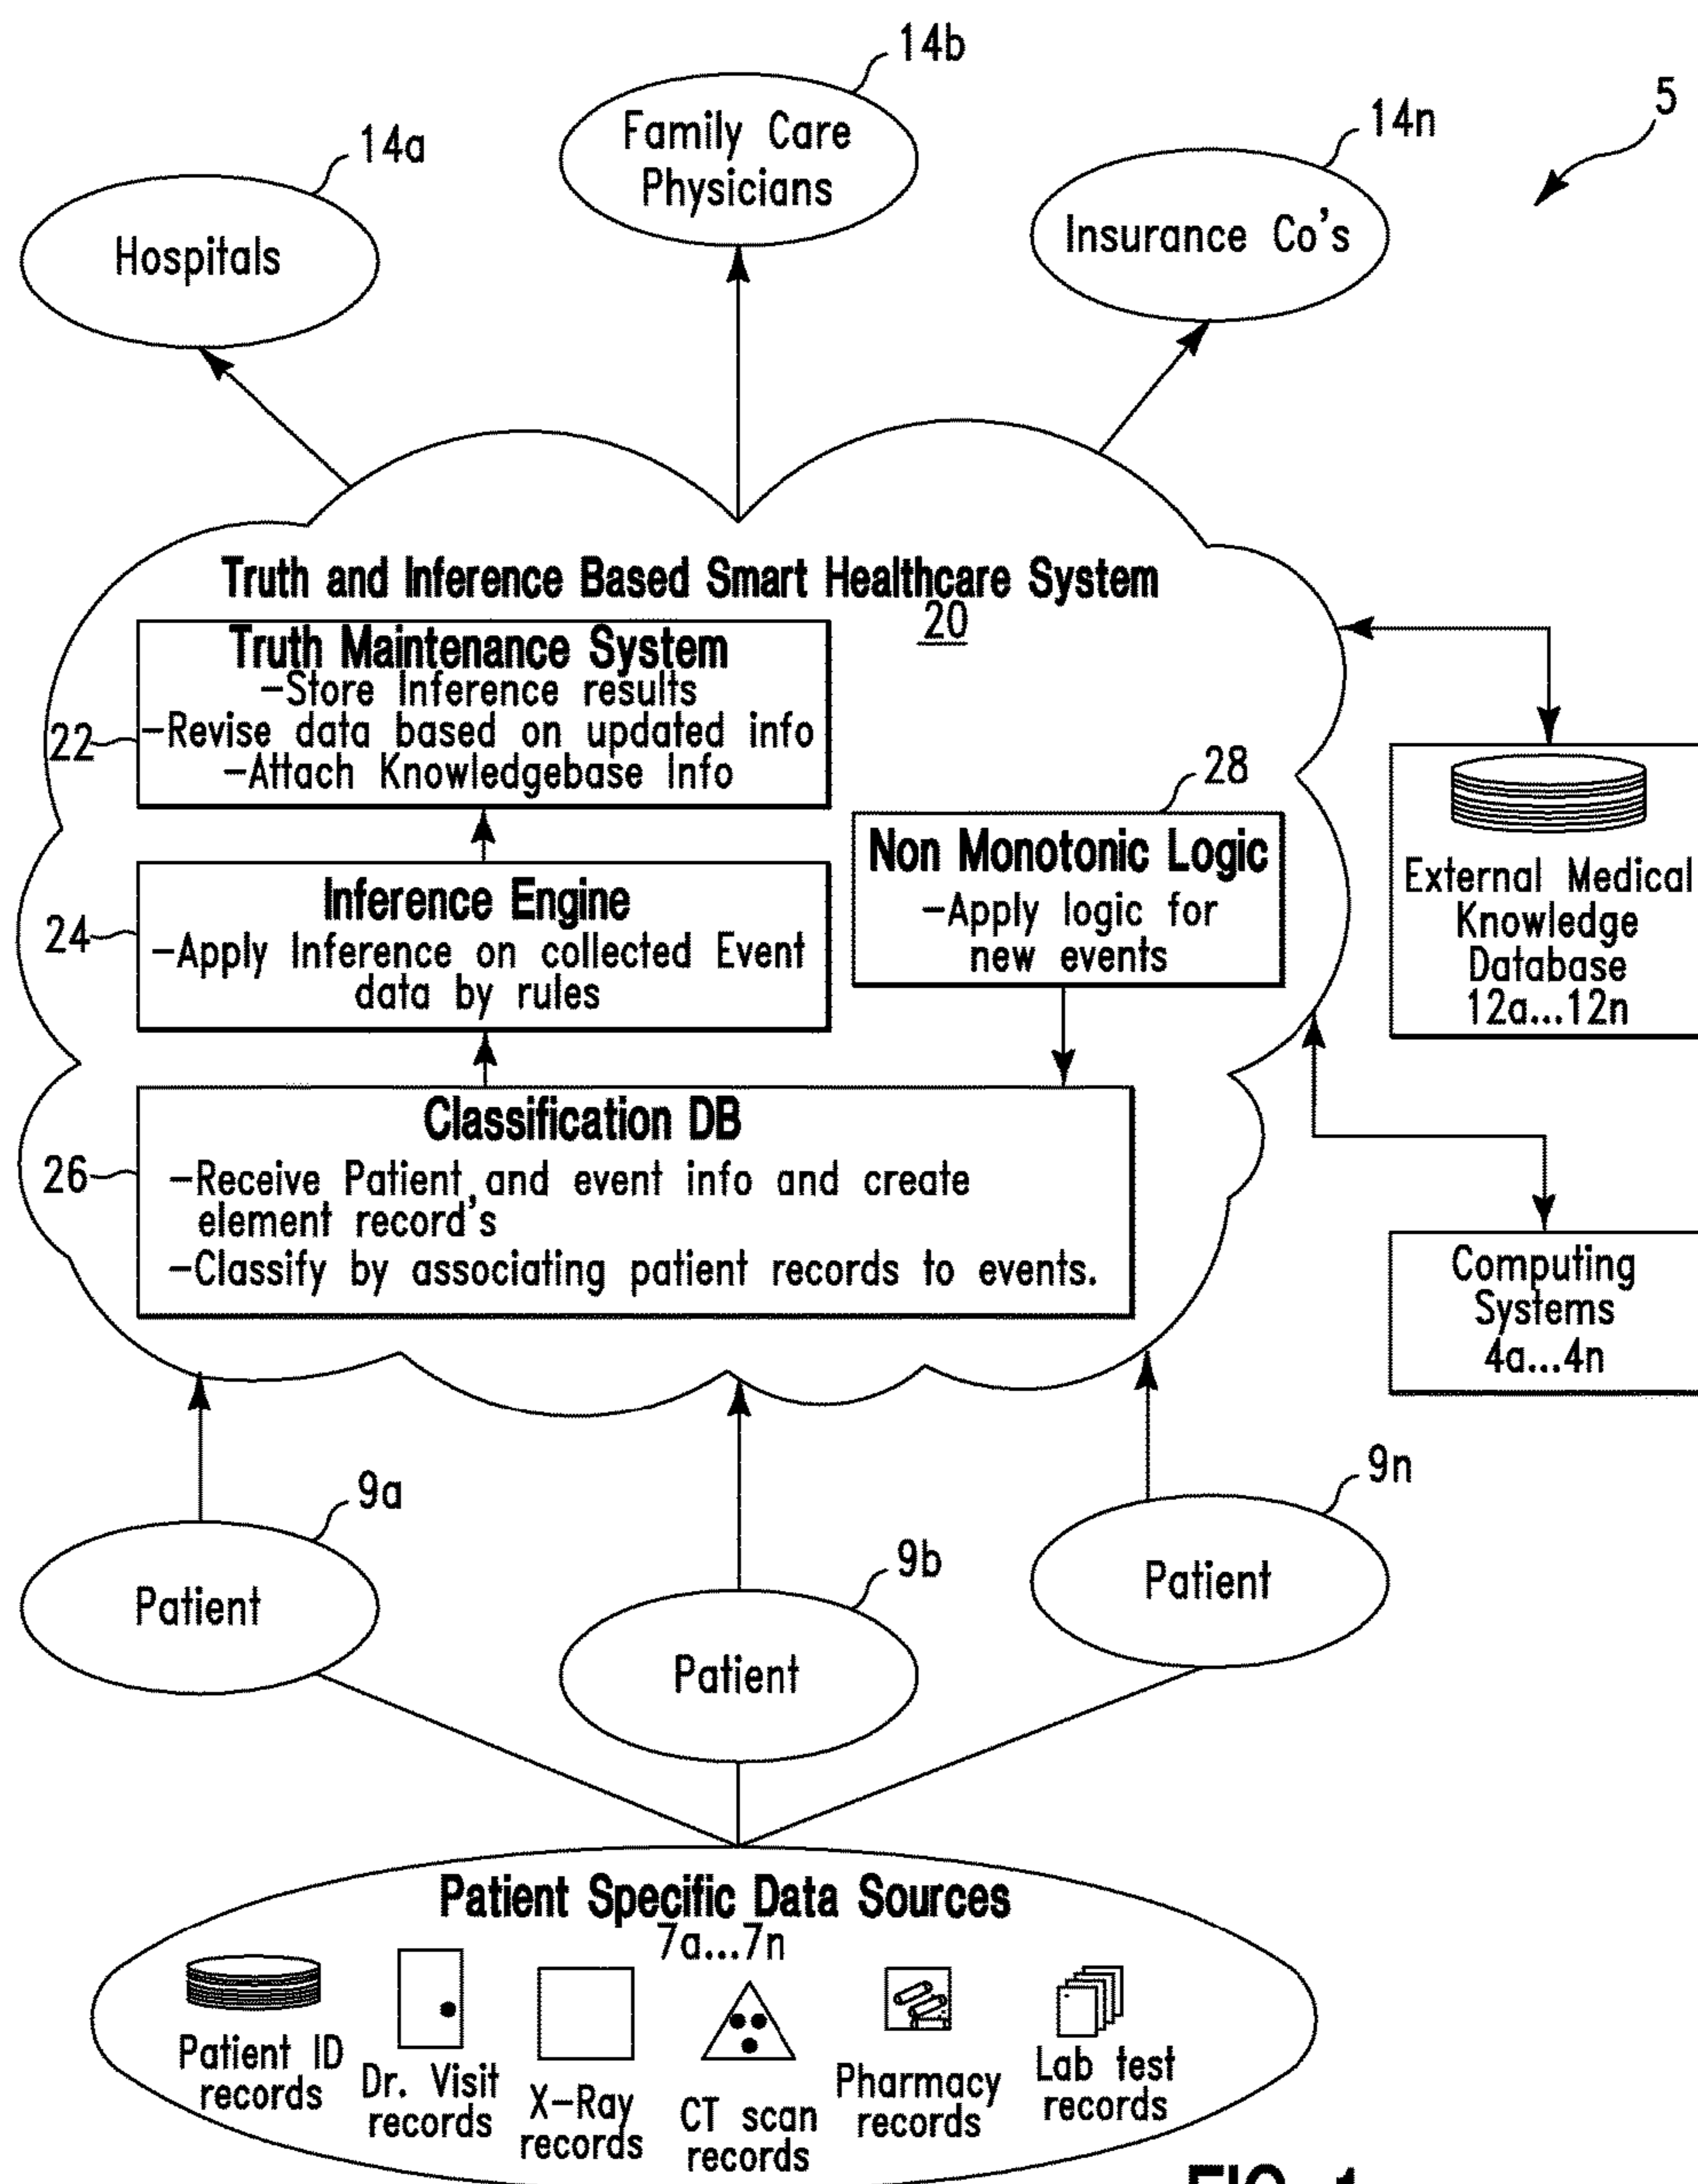 14b
5
14a
Family Care
Physicians
14n
Hospitals
Insurance Co's
Truth and Inference Based Smart Healthcare System
20
Truth Maintenance System
-Store Inference results
-Revise data based on updated info
-Attach Knowledgebase Info
22
28
Non Monotonic Logic
-Apply logic for
new events
Inference Engine
-Apply Inference on collected Event
data by rules
24
External Medical
Knowledge
Database
12a...12n
Classification DB
-Receive Patient and event info and create
element record's
-Classify by associating patient records to events.
26
Computing
Systems
4a...4n
9a
Patient
9b
Patient
9n
Patient
Patient Specific Data Sources
7a...7n
Patient ID
records
Dr. Visit
records
X-Ray
records
CT scan
records
Pharmacy
records
Lab test
records
FIG. 1